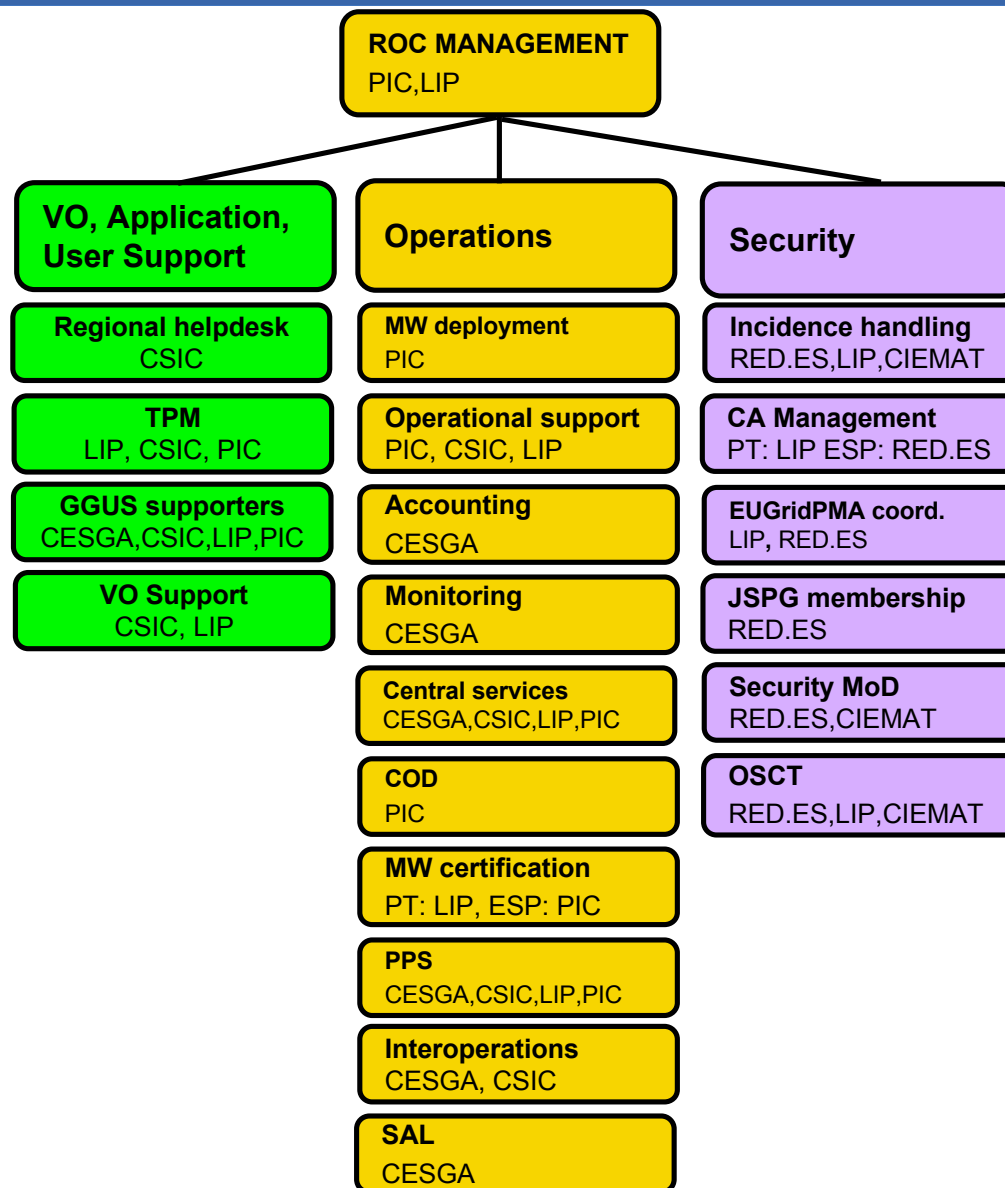 ROC MANAGEMENT
PIC,LIP
VO, Application,
User Support
Regional helpdesk
CSIC
TPM
LIP, CSIC, PIC
GGUS supporters
CESGA,CSIC,LIP,PIC
VO Support
CSIC, LIP
Operations
MW deployment
PIC
Operational support
PIC, CSIC, LIP
Accounting
CESGA
Monitoring
CESGA
Central services
CESGA,CSIC,LIP,PIC
COD
PIC
MW certification
PT: LIP, ESP: PIC
PPS
CESGA,CSIC,LIP,PIC
Interoperations
CESGA, CSIC
SAL
CESGA
Security
Incidence handling
RED.ES,LIP,CIEMAT
CA Management
PT: LIP ESP: RED.ES
EUGridPMA coord.
LIP, RED.ES
JSPG membership
RED.ES
Security MoD
RED.ES,CIEMAT
OSCT
RED.ES,LIP,CIEMAT